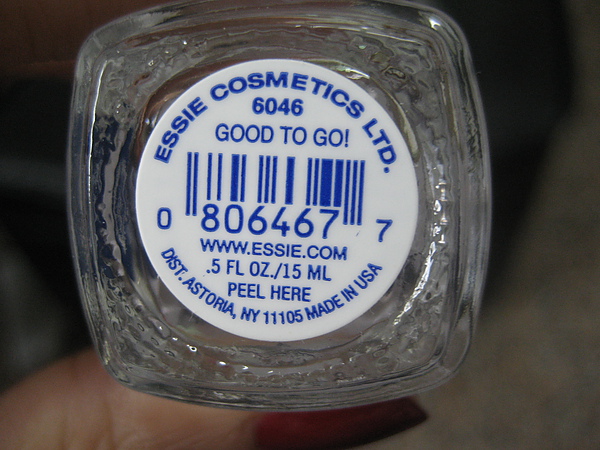 ESSIE COSMETICS LTD.
6046
GOOD TO GO!
0 806467 7
WWW.ESSIE.COM
.5 FL OZ./15 ML
PEEL HERE
DIST. ASTORIA, NY 11105 MADE IN USA